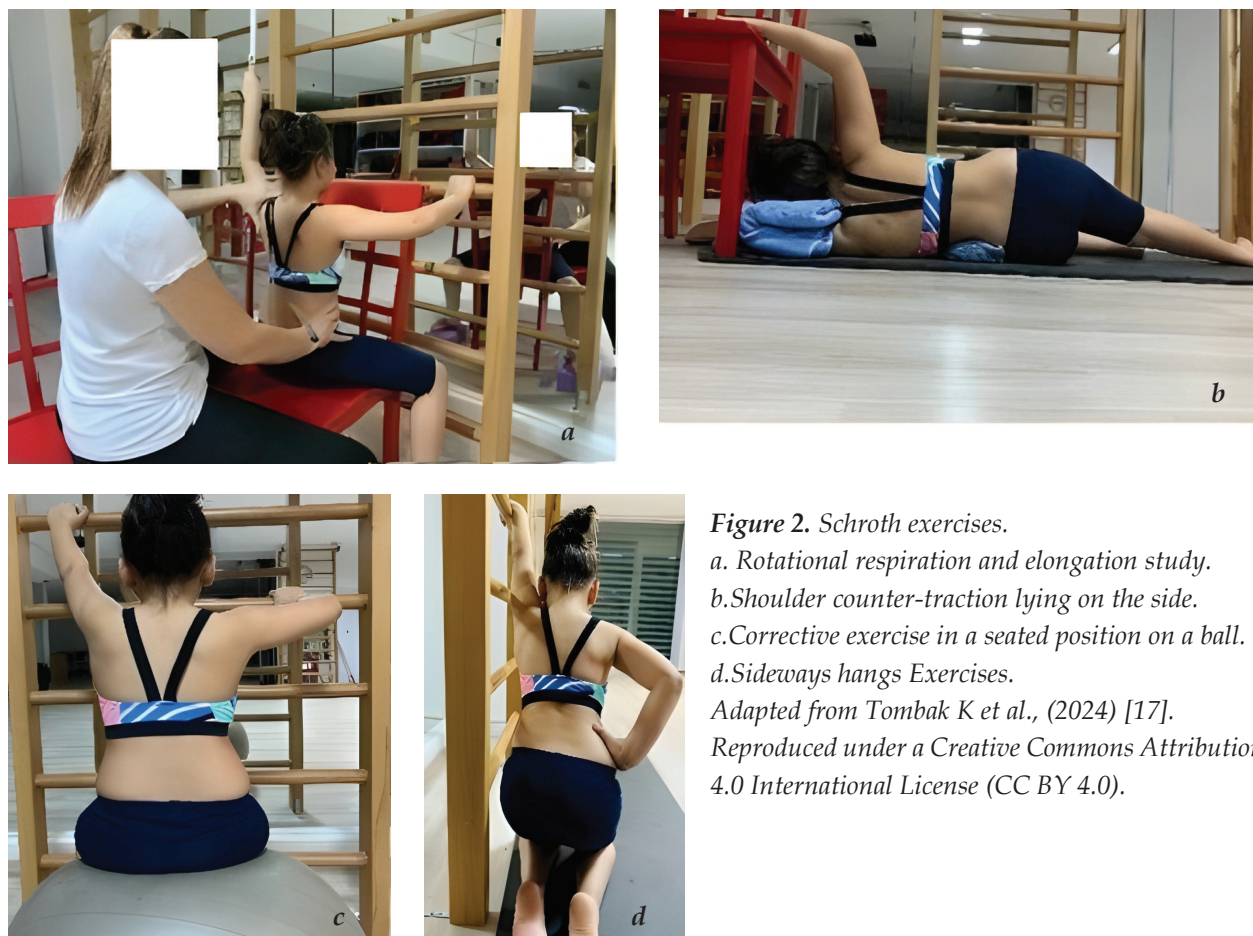 a
b
c
d
Figure 2. Schroth exercises.
a. Rotational respiration and elongation study.
b.Shoulder counter-traction lying on the side.
c.Corrective exercise in a seated position on a ball.
d.Sideways hangs Exercises.
Adapted from Tombak K et al., (2024) [17].
Reproduced under a Creative Commons Attribution
4.0 International License (CC BY 4.0).